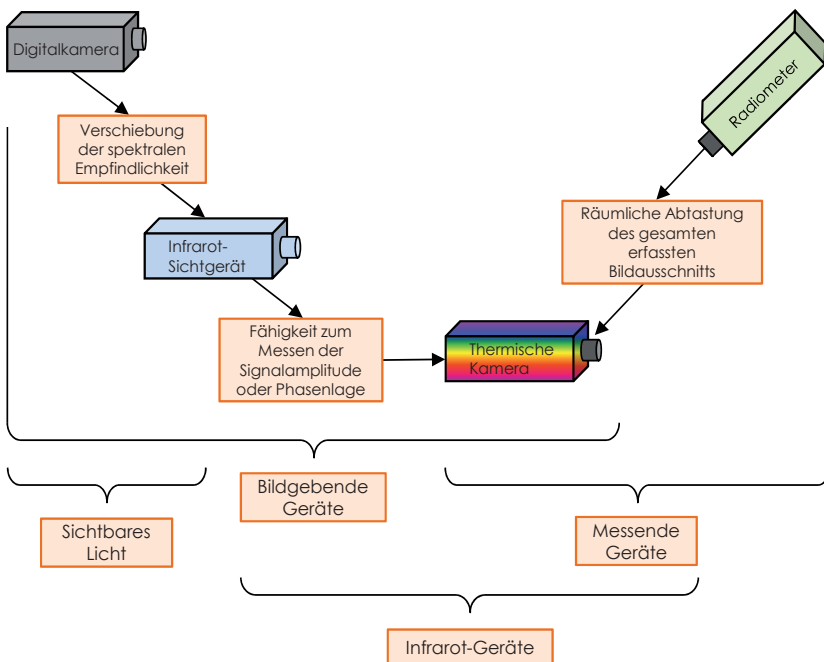 Digitalkamera
Radiometer
Verschiebung
der spektralen
Empfindlichkeit
Räumliche Abtastung
des gesamten
erfassten
Bildausschnitts
Infrarot-
Sichtgerät
Fähigkeit zum
Messen der
Signalamplitude
oder Phasenlage
Thermische
Kamera
Bildgebende
Geräte
Sichtbares
Licht
Messende
Geräte
Infrarot-Geräte